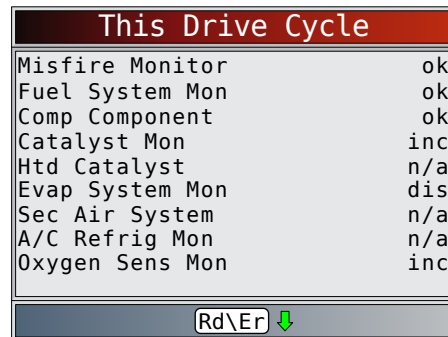 This Drive Cycle
Misfire Monitor ok
Fuel System Mon ok
Comp Component ok
Catalyst Mon inc
Htd Catalyst n/a
Evap System Mon dis
Sec Air System n/a
A/C Refrig Mon n/a
Oxygen Sens Mon inc
Rd\Er